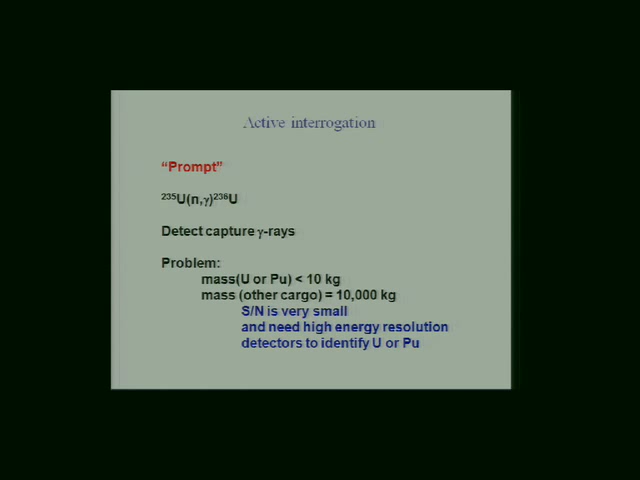 Active interrogation
“Prompt”
²³⁵U(n,γ)²³⁶U
Detect capture γ-rays
Problem:
mass(U or Pu) < 10 kg
mass (other cargo) = 10,000 kg
S/N is very small
and need high energy resolution
detectors to identify U or Pu